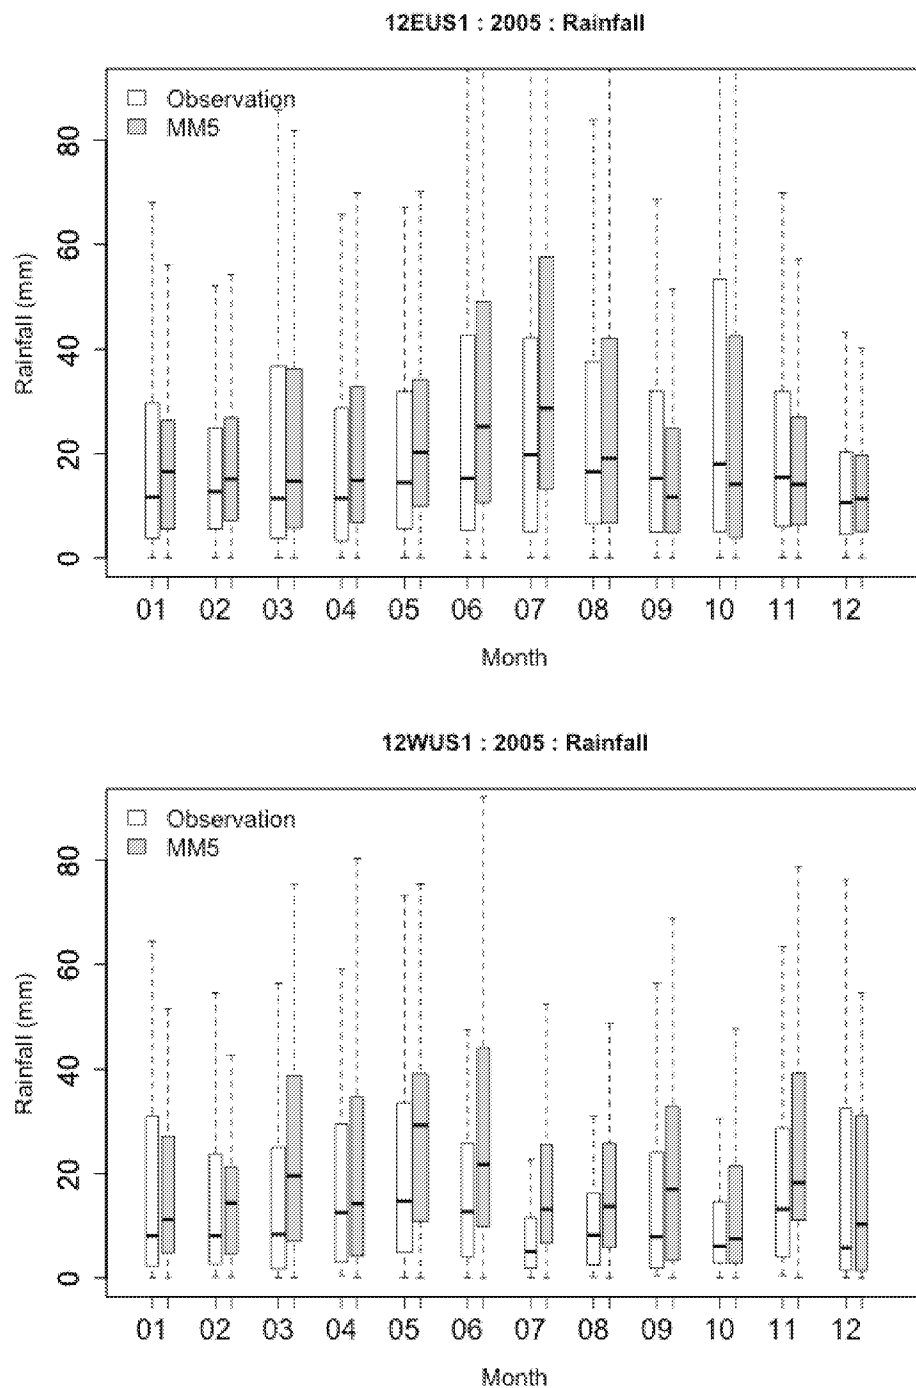 12EUS1 : 2005 : Rainfall
Observation
MM5
Rainfall (mm)
0 20 40 60 80
01 02 03 04 05 06 07 08 09 10 11 12
Month
12WUS1 : 2005 : Rainfall
Observation
MM5
Rainfall (mm)
0 20 40 60 80
01 02 03 04 05 06 07 08 09 10 11 12
Month